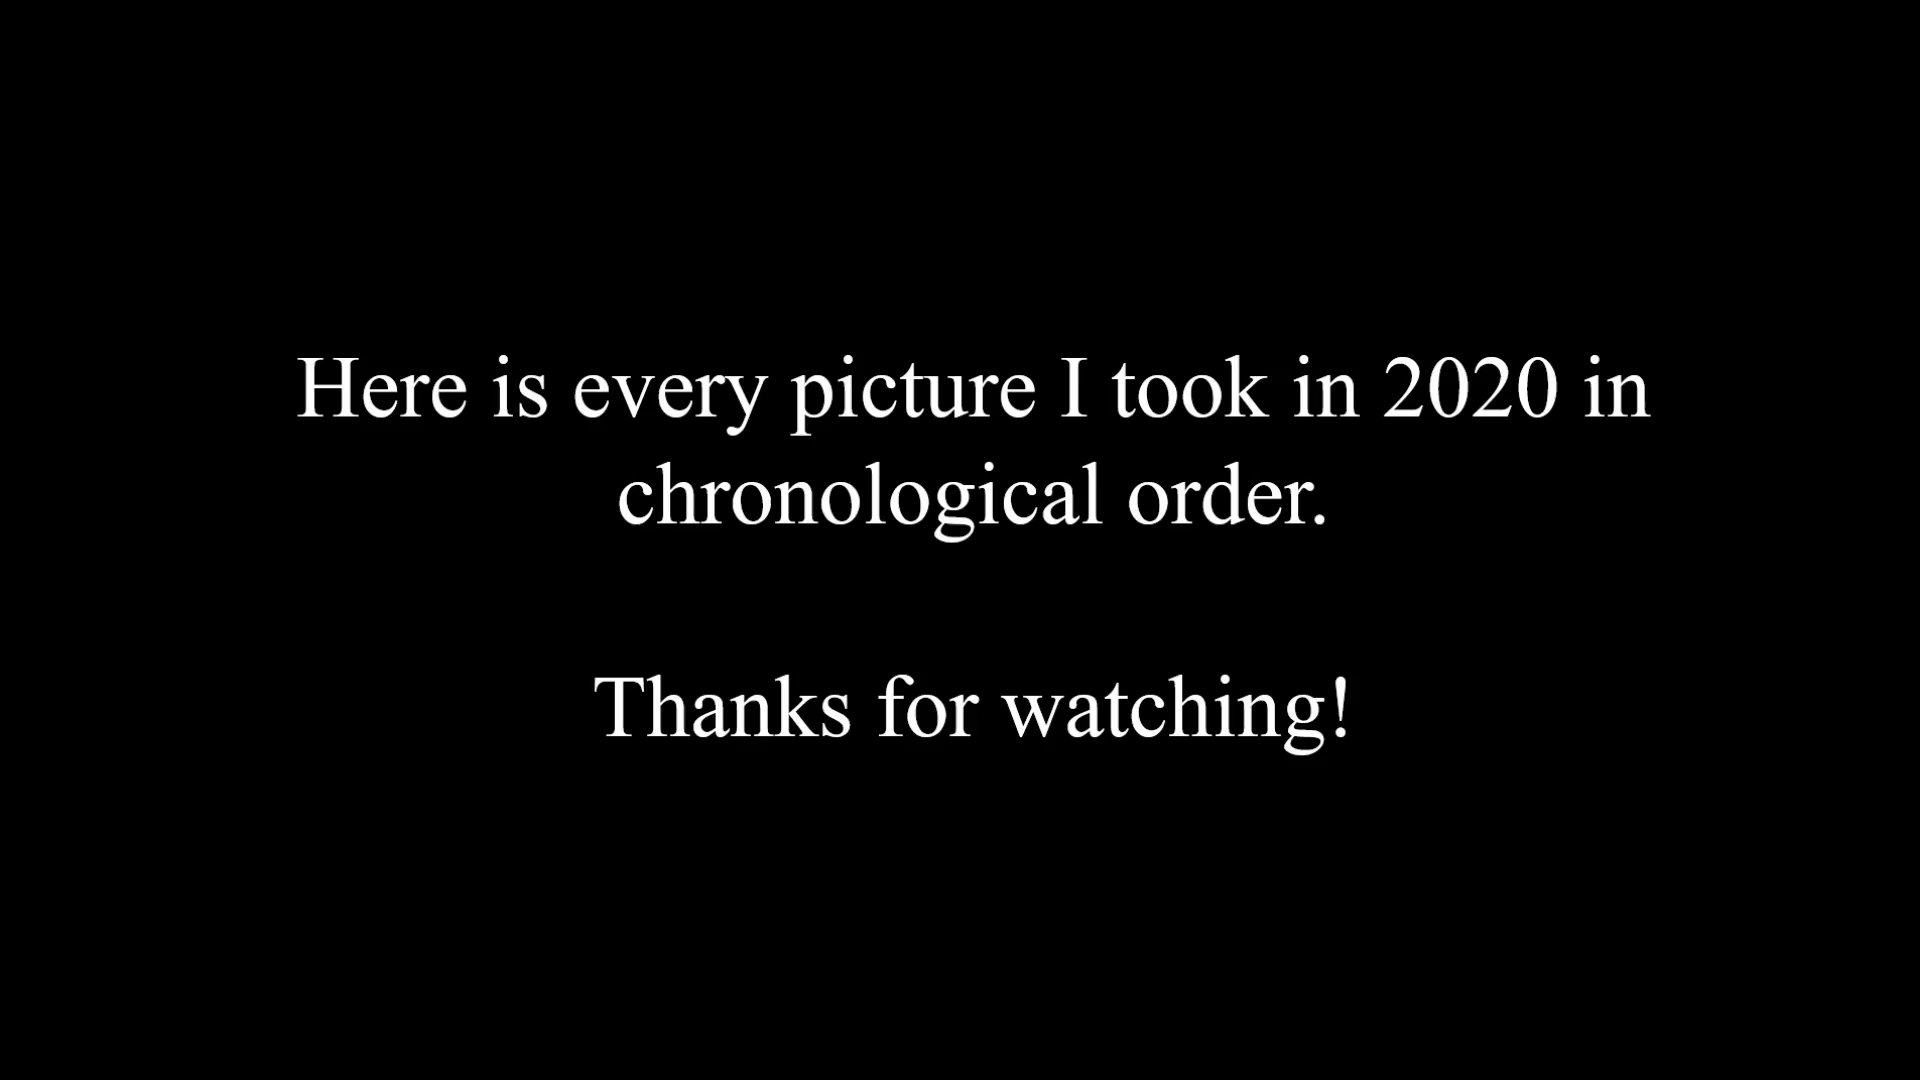 Here is every picture I took in 2020 in
chronological order.
Thanks for watching!